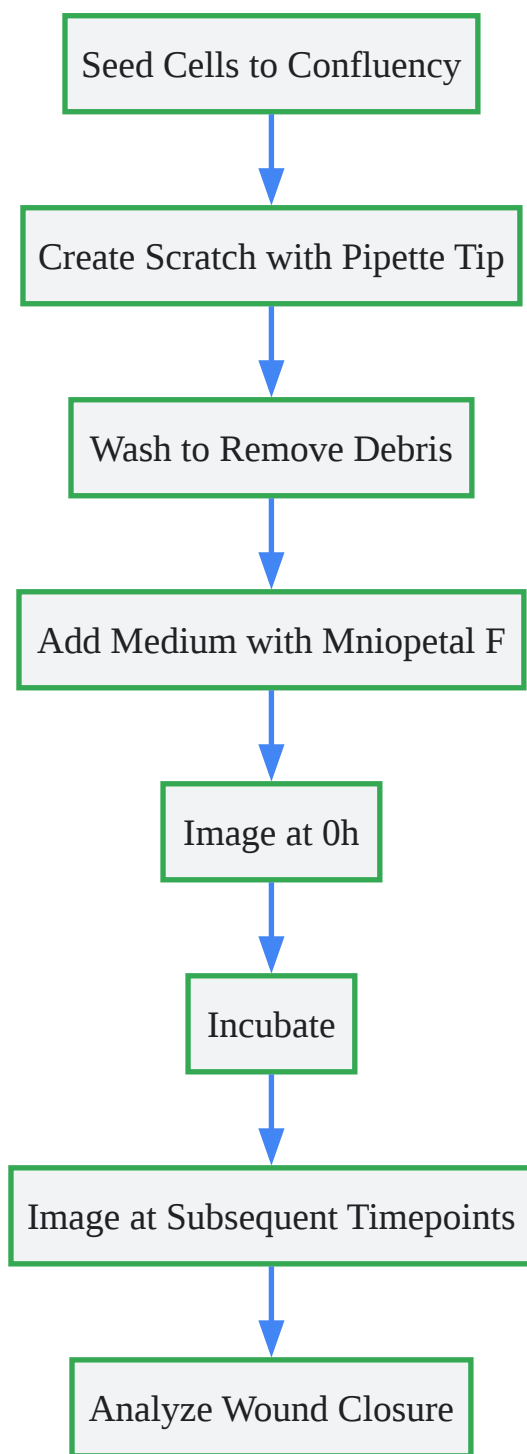 Seed Cells to Confluency
Create Scratch with Pipette Tip
Wash to Remove Debris
Add Medium with Mniopetal F
Image at 0h
Incubate
Image at Subsequent Timepoints
Analyze Wound Closure